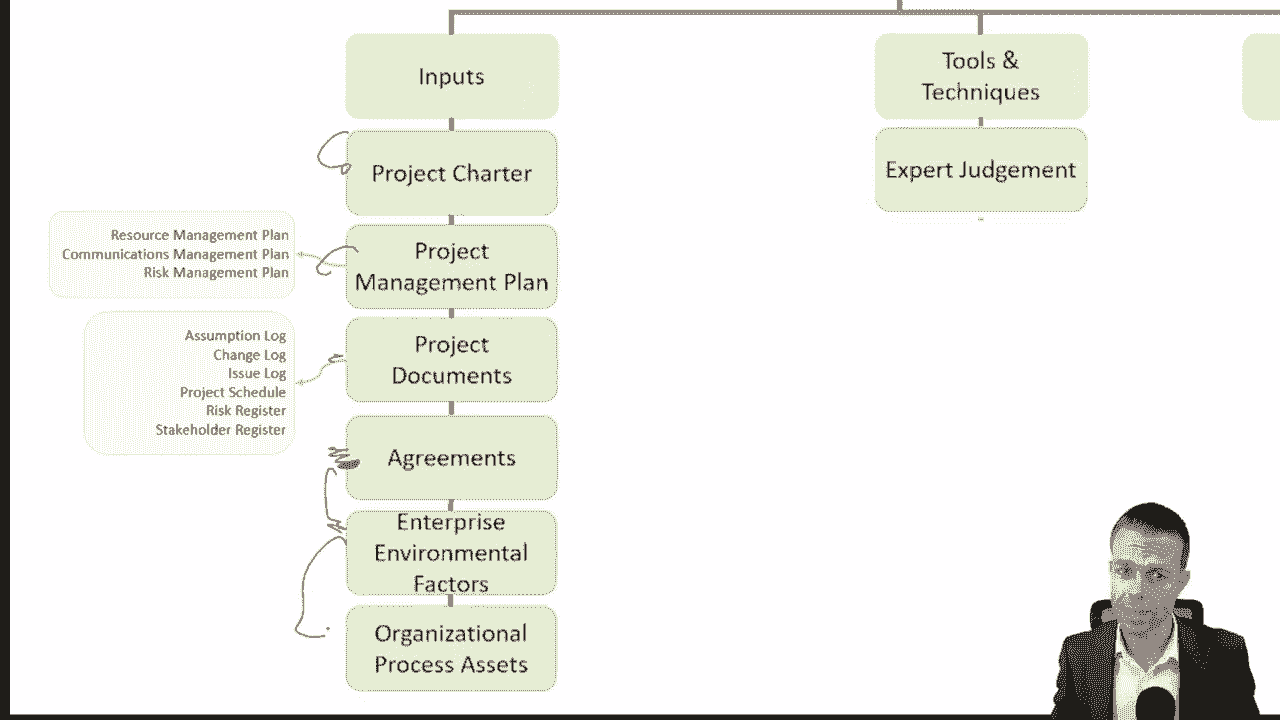 Inputs
Project Charter
Project
Management Plan
Resource Management Plan
Communications Management Plan
Risk Management Plan
Project
Documents
Assumption Log
Change Log
Issue Log
Project Schedule
Risk Register
Stakeholder Register
Agreements
Enterprise
Environmental
Factors
Organizational
Process Assets
Tools &
Techniques
Expert Judgement